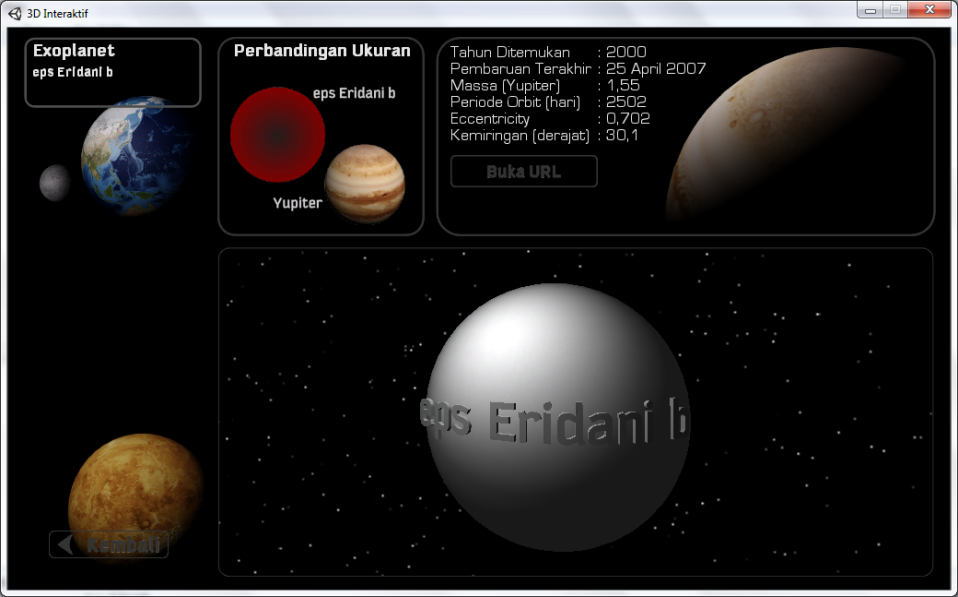 3D Interaktif
Exoplanet
eps Eridani b
Perbandingan Ukuran
eps Eridani b
Yupiter
Tahun Ditemukan : 2000
Pembaruan Terakhir : 25 April 2007
Massa (Yupiter) : 1,55
Periode Orbit (hari) : 2502
Eccentricity : 0,702
Kemiringan (derajat) : 30,1
Buka URL
eps Eridani b
Kembali